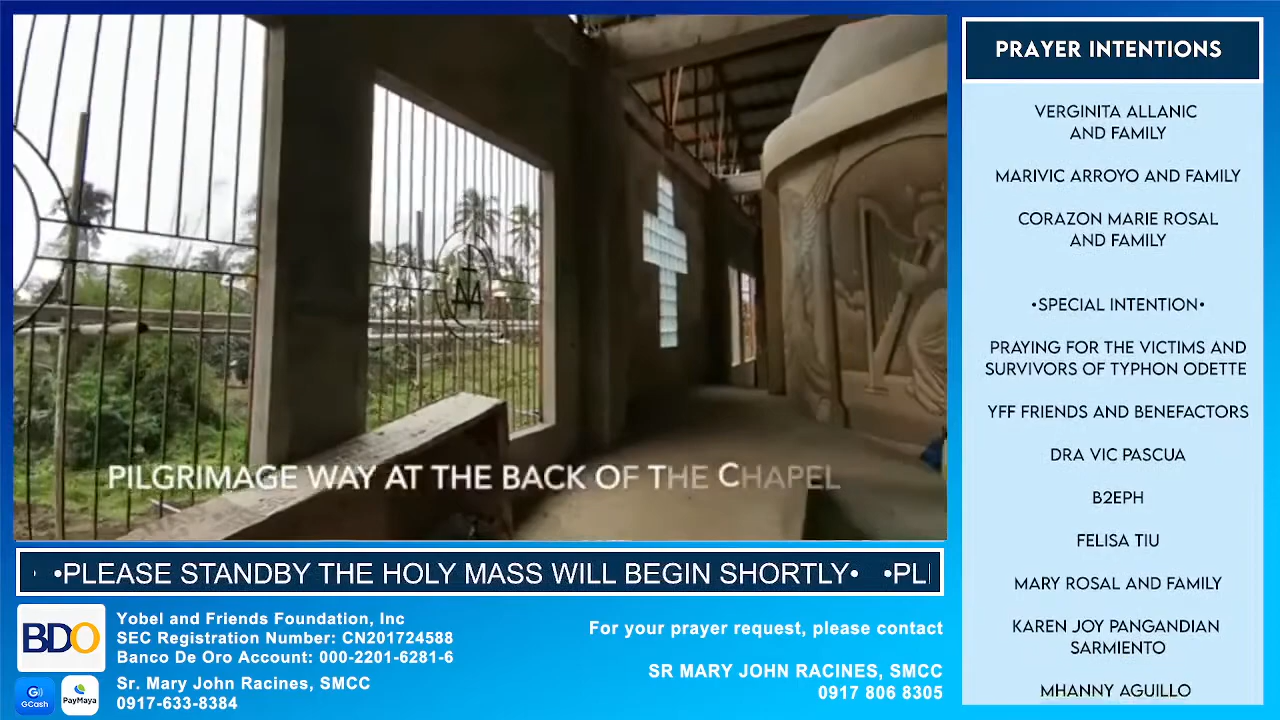 PILGRIMAGE WAY AT THE BACK OF THE CHAPEL
•PLEASE STANDBY THE HOLY MASS WILL BEGIN SHORTLY• •PL
BDO
Yobel and Friends Foundation, Inc
SEC Registration Number: CN201724588
Banco De Oro Account: 000-2201-6281-6
GCash
PayMaya
Sr. Mary John Racines, SMCC
0917-633-8384
For your prayer request, please contact
SR MARY JOHN RACINES, SMCC
0917 806 8305
PRAYER INTENTIONS
VERGINITA ALLANIC
AND FAMILY
MARIVIC ARROYO AND FAMILY
CORAZON MARIE ROSAL
AND FAMILY
•SPECIAL INTENTION•
PRAYING FOR THE VICTIMS AND
SURVIVORS OF TYPHON ODETTE
YFF FRIENDS AND BENEFACTORS
DRA VIC PASCUA
B2EPH
FELISA TIU
MARY ROSAL AND FAMILY
KAREN JOY PANGANDIAN
SARMIENTO
MHANNY AGUILLO